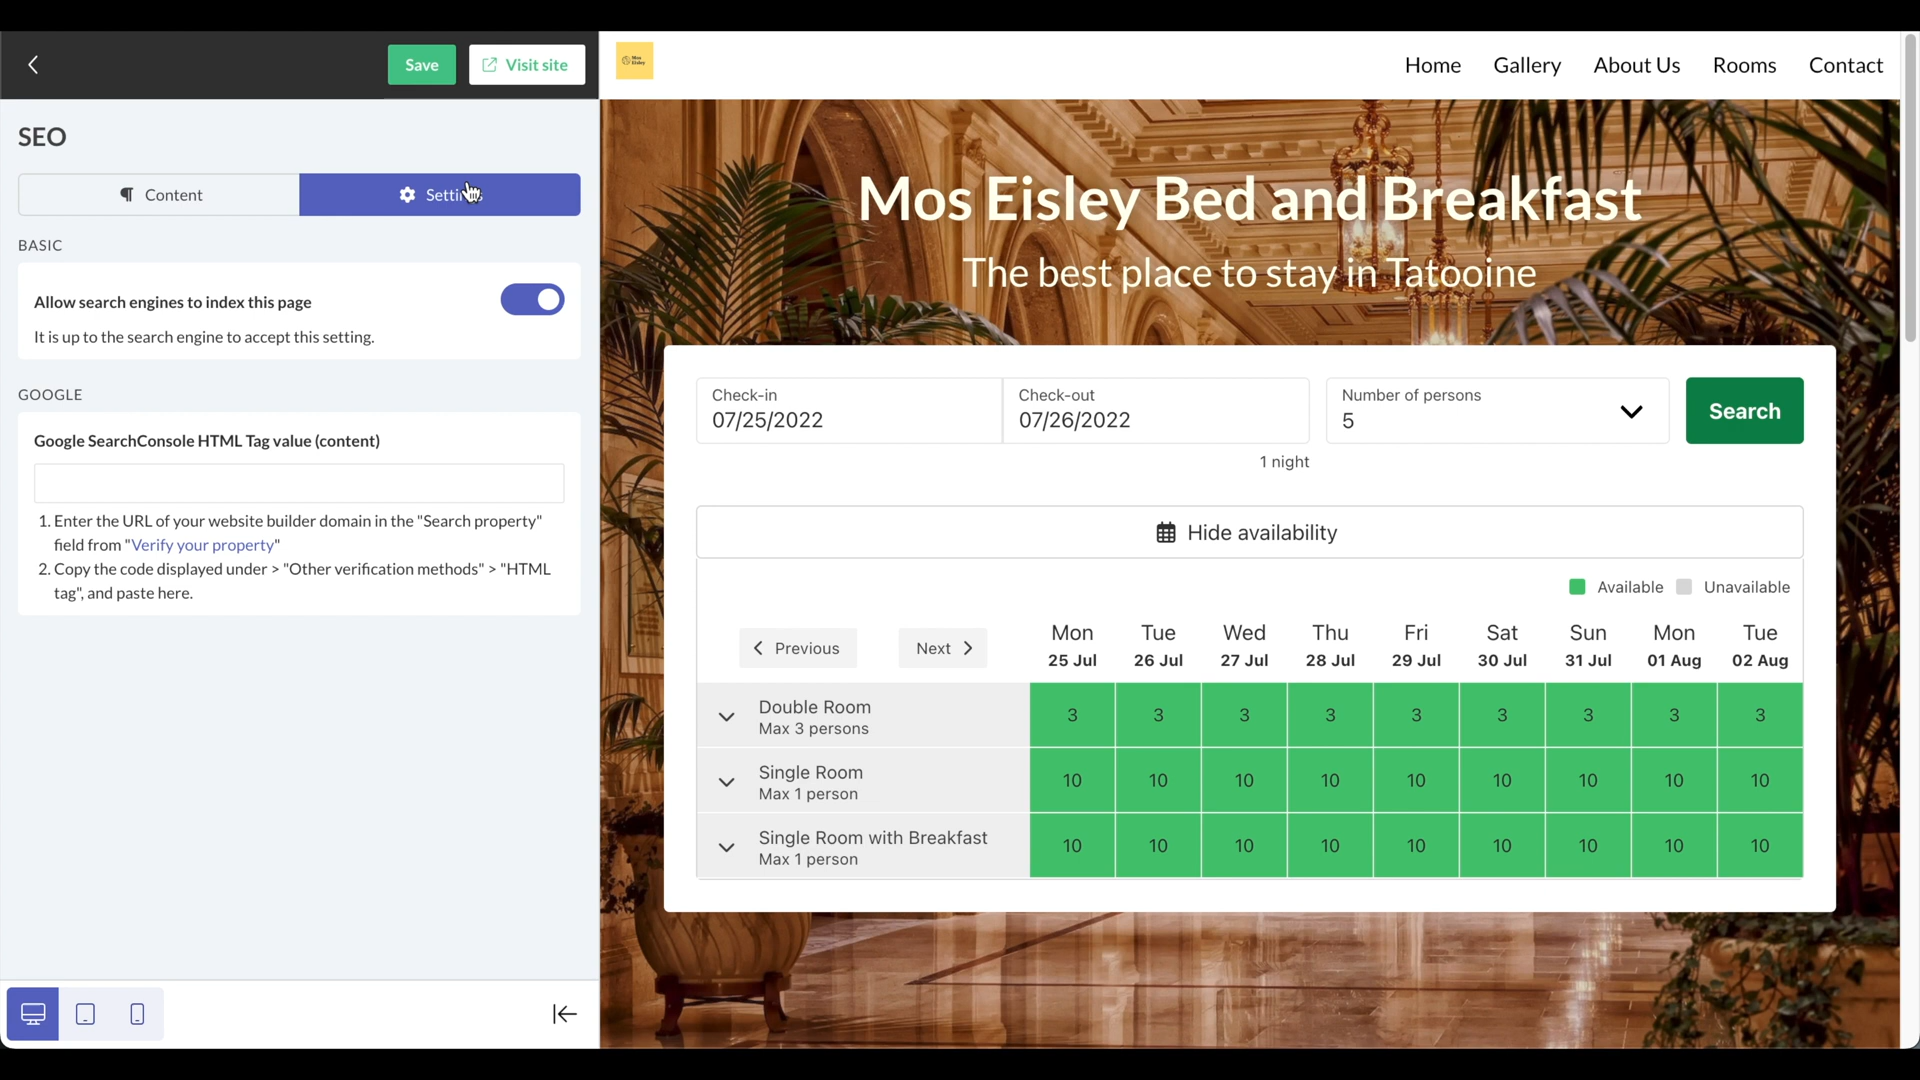 Save
Visit site
SEO
Content
Settings
BASIC
Allow search engines to index this page
It is up to the search engine to accept this setting.
GOOGLE
Google SearchConsole HTML Tag value (content)
1. Enter the URL of your website builder domain in the "Search property"
field from "Verify your property"
2. Copy the code displayed under > "Other verification methods" > "HTML
tag", and paste here.
Mos
Eisley
Home Gallery About Us Rooms Contact
Mos Eisley Bed and Breakfast
The best place to stay in Tatooine
Check-in
07/25/2022
Check-out
07/26/2022
Number of persons
5
Search
1 night
Hide availability
Available Unavailable
Previous Next
Mon Tue Wed Thu Fri Sat Sun Mon Tue
25 Jul 26 Jul 27 Jul 28 Jul 29 Jul 30 Jul 31 Jul 01 Aug 02 Aug
Double Room
Max 3 persons
3 3 3 3 3 3 3 3 3
Single Room
Max 1 person
10 10 10 10 10 10 10 10 10
Single Room with Breakfast
Max 1 person
10 10 10 10 10 10 10 10 10